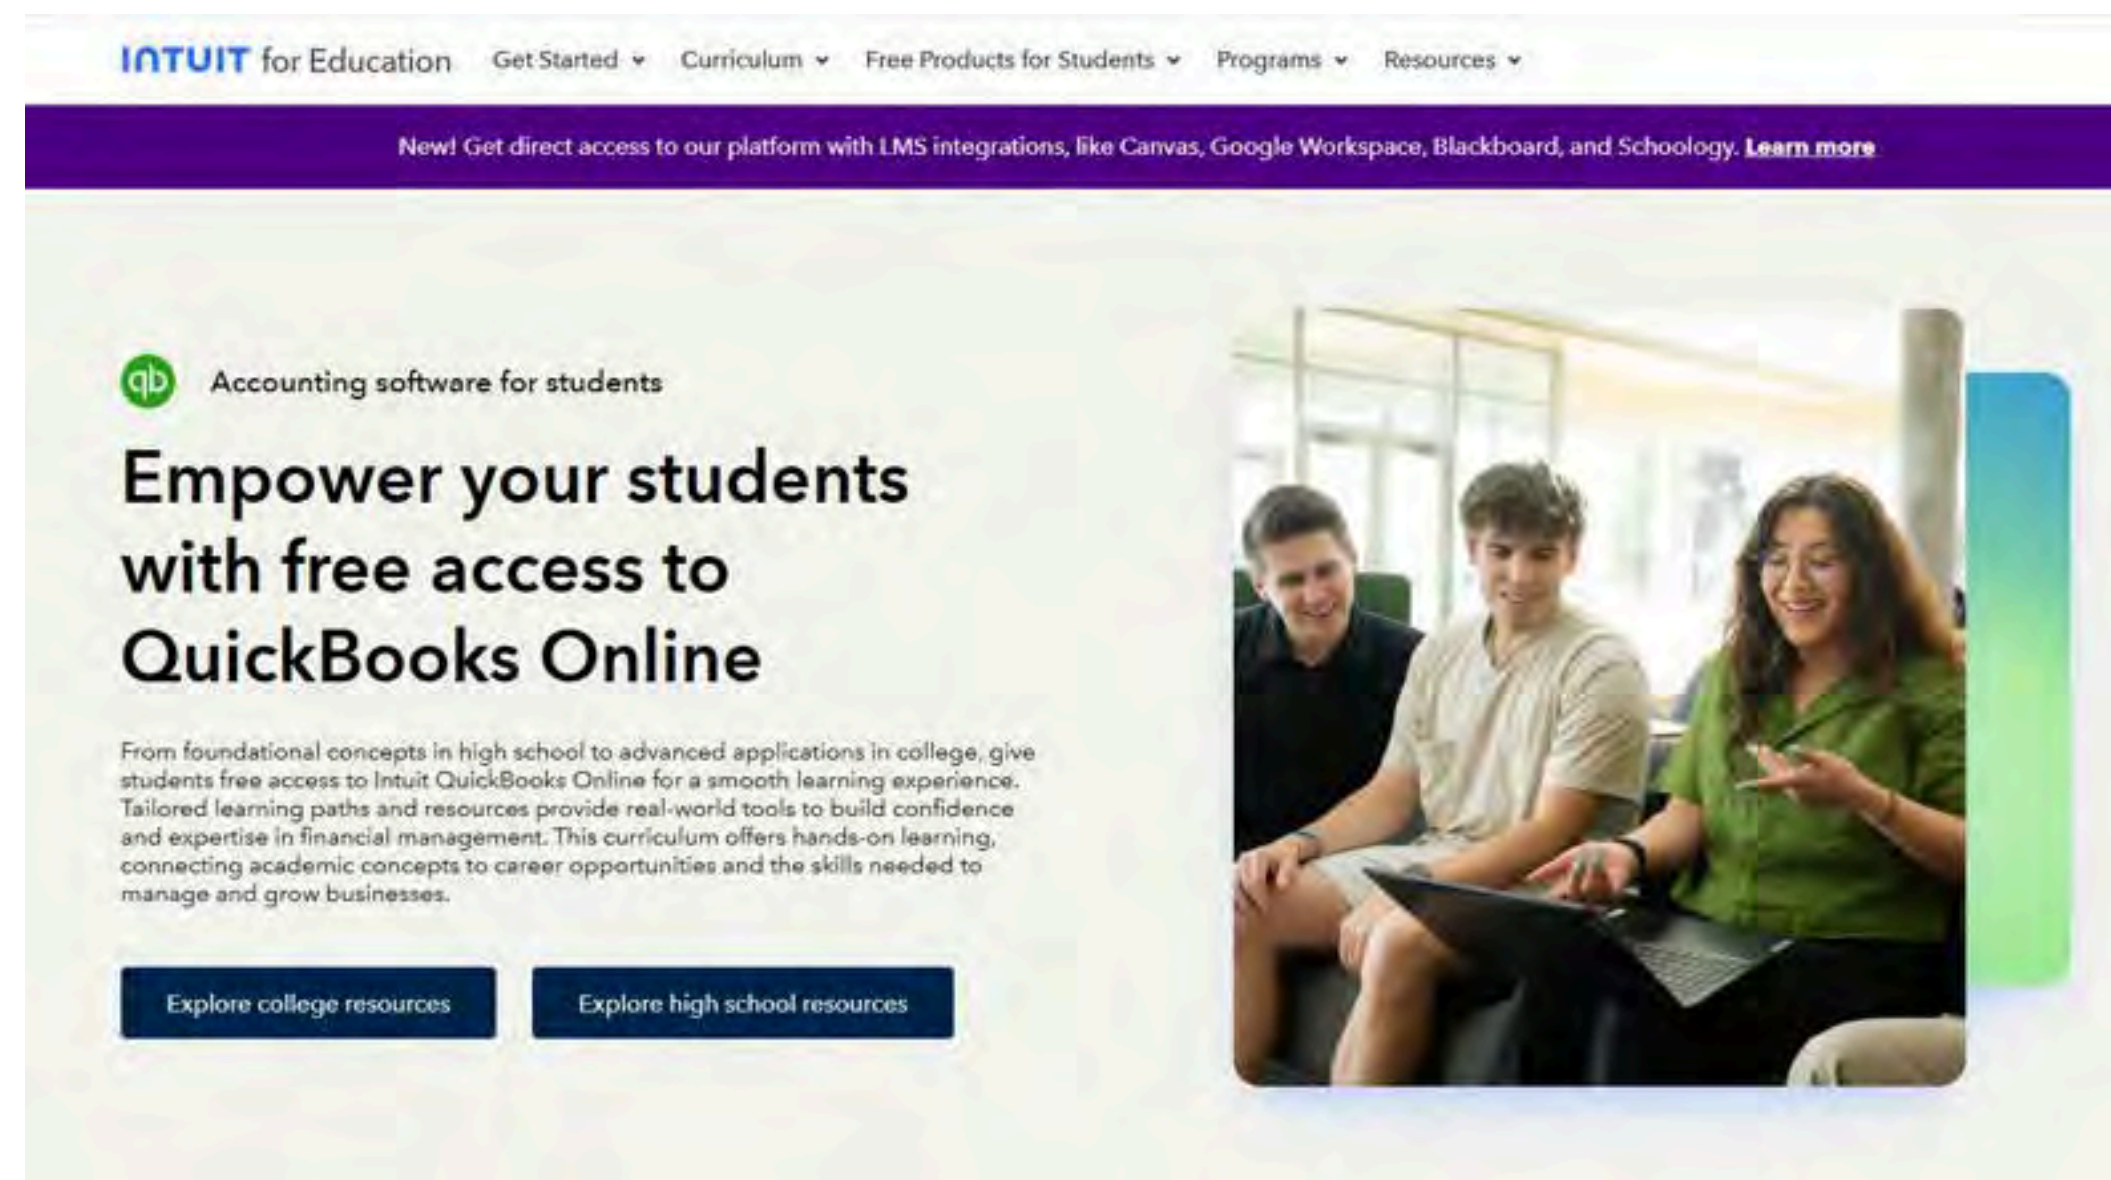 INTUIT for Education Get Started Curriculum Free Products for Students Programs Resources
New! Get direct access to our platform with LMS integrations, like Canvas, Google Workspace, Blackboard, and Schoology. Learn more
qb Accounting software for students
Empower your students
with free access to
QuickBooks Online
From foundational concepts in high school to advanced applications in college, give
students free access to Intuit QuickBooks Online for a smooth learning experience.
Tailored learning paths and resources provide real-world tools to build confidence
and expertise in financial management. This curriculum offers hands-on learning,
connecting academic concepts to career opportunities and the skills needed to
manage and grow businesses.
Explore college resources Explore high school resources